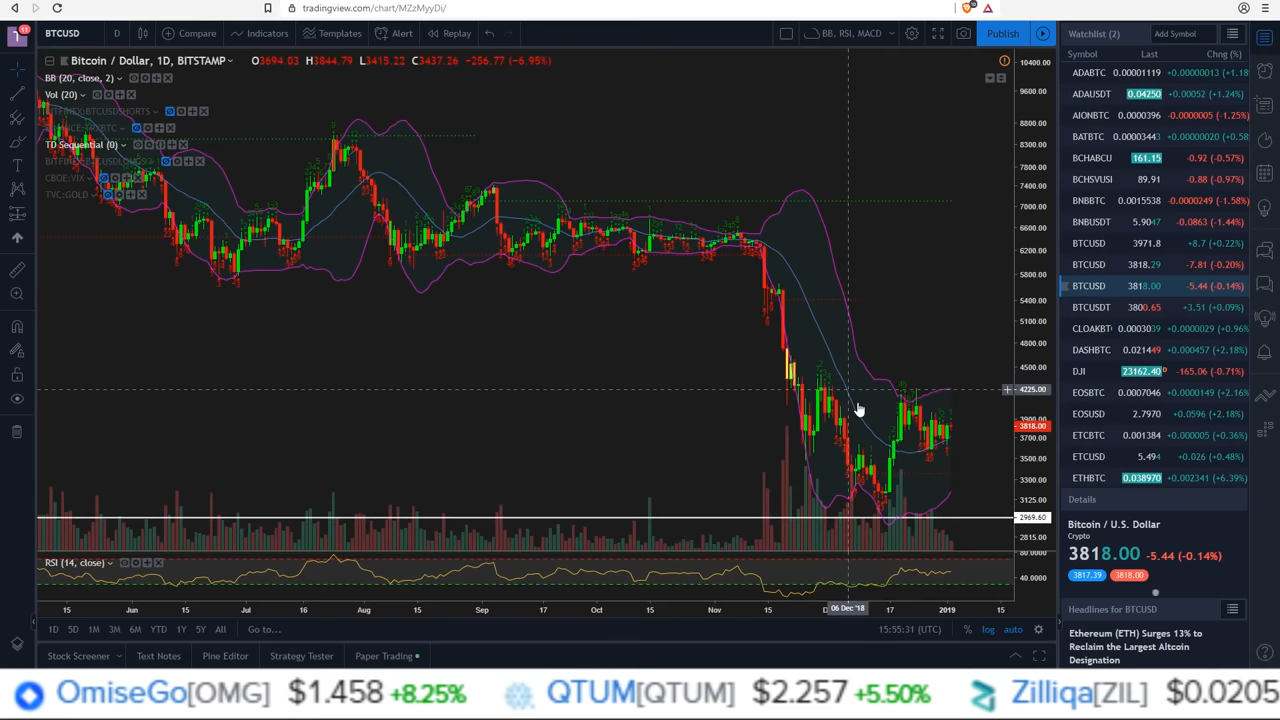 tradingview.com/chart/MZzMyyDi/
11
BTCUSD D Compare Indicators Templates Alert Replay BB, RSI, MACD Publish
Bitcoin / Dollar, 1D, BITSTAMP O3694.03 H3844.79 L3415.22 C3437.26 -256.77 (-6.95%)
BB (20, close, 2)
Vol (20)
BITFINEX:BTCUSDSHORTS
TD Sequential (0)
CBOE:VIX
TVC:GOLD
10400.00
9600.00
8800.00
8300.00
7800.00
7400.00
7000.00
6600.00
6200.00
5800.00
5400.00
5100.00
4800.00
4500.00
4225.00
3900.00
3818.00
3700.00
3500.00
3300.00
3125.00
2969.60
2815.00
RSI (14, close)
80.0000
40.0000
15 Jun 15 Jul 16 Aug 15 Sep 17 Oct 15 Nov 15 06 Dec '18 17 2019 15
1D 5D 1M 3M 6M YTD 1Y 5Y All Go to... 15:55:31 (UTC) % log auto
Stock Screener Text Notes Pine Editor Strategy Tester Paper Trading
Watchlist (2) Add Symbol
Symbol Last Chng (%)
ADABTC 0.00001119 +0.00000013 (+1.18
ADAUSDT 0.04250 +0.00052 (+1.24%)
AIONBTC 0.0000396 -0.0000005 (-1.25%)
BATBTC 0.00003443 +0.00000020 (+0.58
BCHABCU 161.15 -0.92 (-0.57%)
BCHSVUSI 89.91 -0.88 (-0.97%)
BNBBTC 0.0015538 -0.0000249 (-1.58%)
BNBUSDT 5.9047 -0.0863 (-1.44%)
BTCUSD 3971.8 +8.7 (+0.22%)
BTCUSD 3818.29 -7.81 (-0.20%)
BTCUSD 3818.00 -5.44 (-0.14%)
BTCUSDT 3800.65 +3.51 (+0.09%)
CLOAKBT 0.0003039 +0.0000029 (+0.96%
DASHBTC 0.021449 +0.000457 (+2.18%)
DJI 23162.40 D -165.06 (-0.71%)
EOSBTC 0.0007046 +0.0000149 (+2.16%
EOSUSD 2.7970 +0.0596 (+2.18%)
ETCBTC 0.001384 +0.000005 (+0.36%)
ETCUSD 5.494 +0.026 (+0.48%)
ETHBTC 0.038970 +0.002341 (+6.39%)
Details
Bitcoin / U.S. Dollar
Crypto
3818.00 -5.44 (-0.14%)
3817.39 3818.00
Headlines for BTCUSD
Ethereum (ETH) Surges 13% to
Reclaim the Largest Altcoin
Designation
OmiseGo[OMG] $1.458 +8.25% QTUM[QTUM] $2.257 +5.50% Zilliqa[ZIL] $0.0205